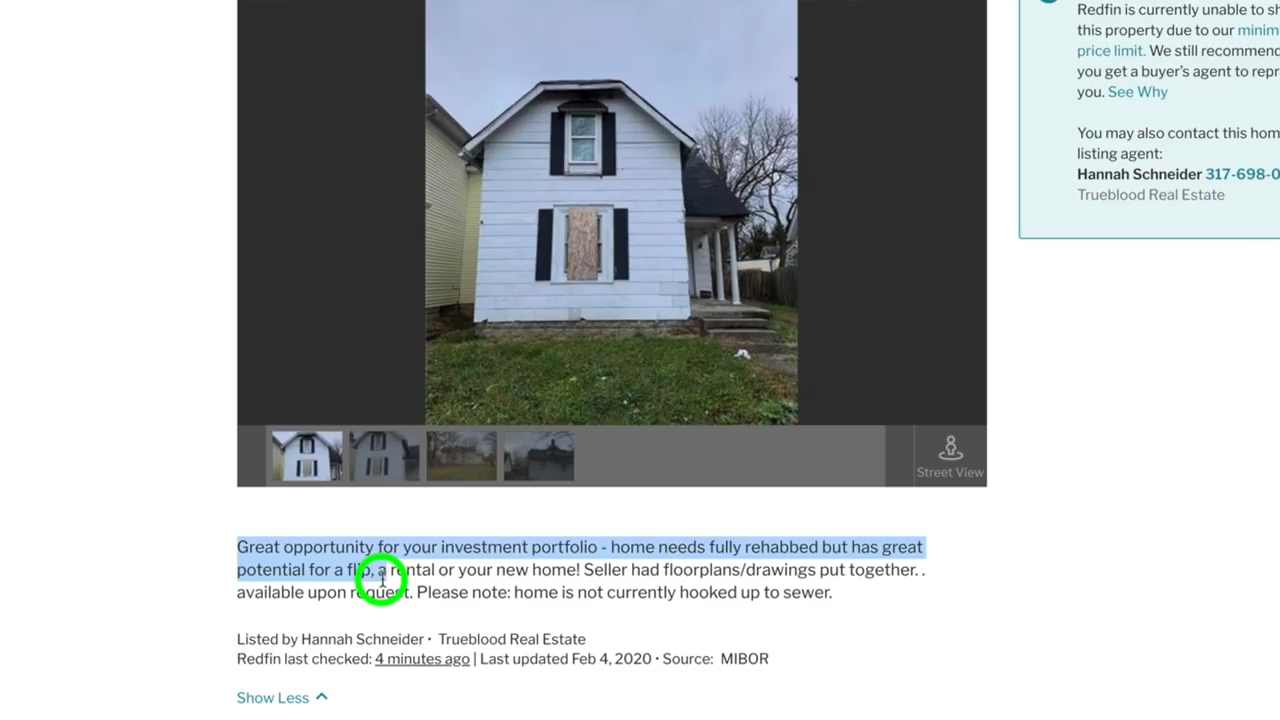 Redfin is currently unable to
this property due to our
price limit. We still recommend
you get a buyer's agent to
you. See Why
You may also contact this
listing agent:
Hannah Schneider 317-698-0
Trueblood Real Estate
Street View
Great opportunity for your investment portfolio - home needs fully rehabbed but has great
potential for a flip, a rental or your new home! Seller had floorplans/drawings put together. .
available upon request. Please note: home is not currently hooked up to sewer.
Listed by Hannah Schneider • Trueblood Real Estate
Redfin last checked: 4 minutes ago | Last updated Feb 4, 2020 • Source: MIBOR
Show Less